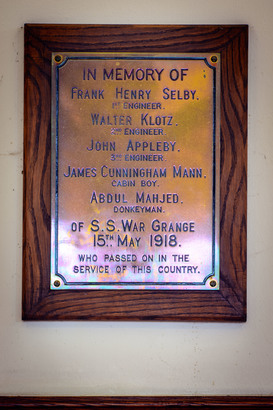 IN MEMORY OF
FRANK HENRY SELBY.
1ST ENGINEER.
WALTER KLOTZ.
2ND ENGINEER.
JOHN APPLEBY.
3RD ENGINEER.
JAMES CUNNINGHAM MANN.
CABIN BOY.
ABDUL MAHJED.
DONKEYMAN.
OF S.S. WAR GRANGE
15TH MAY 1918.
WHO PASSED ON IN THE
SERVICE OF THIS COUNTRY.